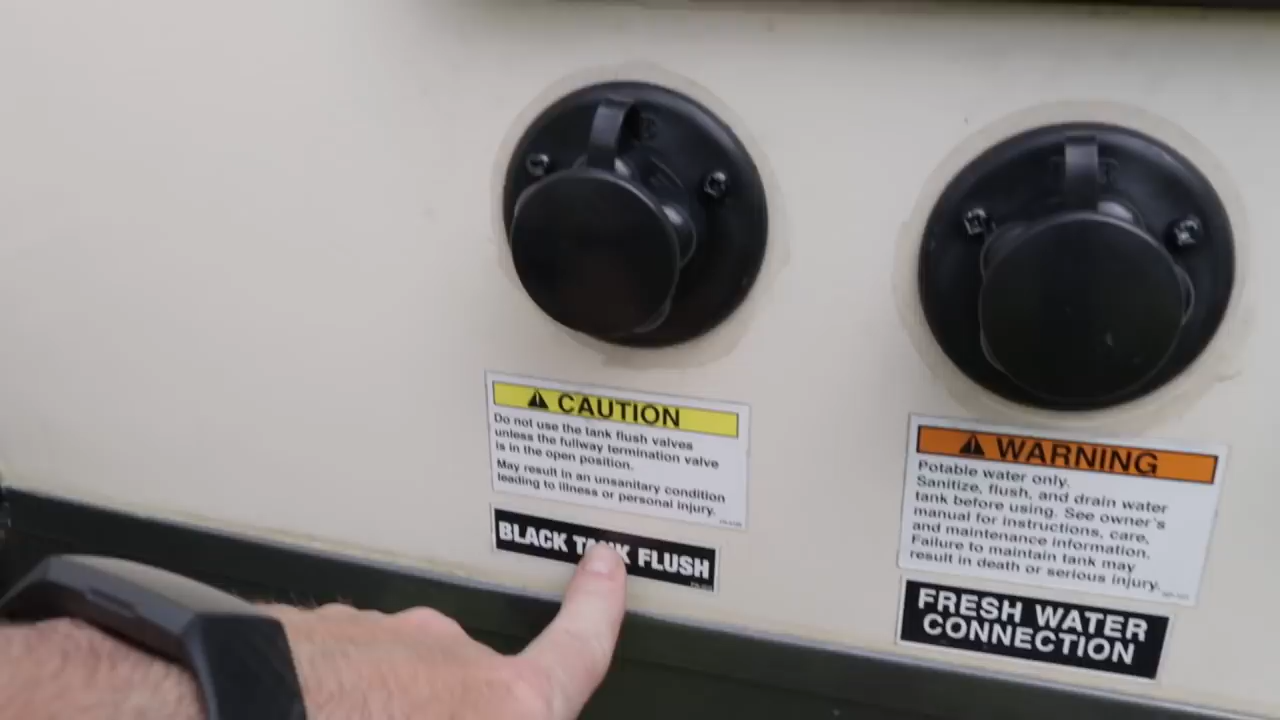 CAUTION
Do not use the tank flush valves
unless the fullway termination valve
is in the open position.
May result in an unsanitary condition
leading to illness or personal injury.
BLACK TANK FLUSH
WARNING
Potable water only.
Sanitize, flush, and drain water
tank before using. See owner's
manual for instructions, care,
and maintenance information.
Failure to maintain tank may
result in death or serious injury.
FRESH WATER
CONNECTION